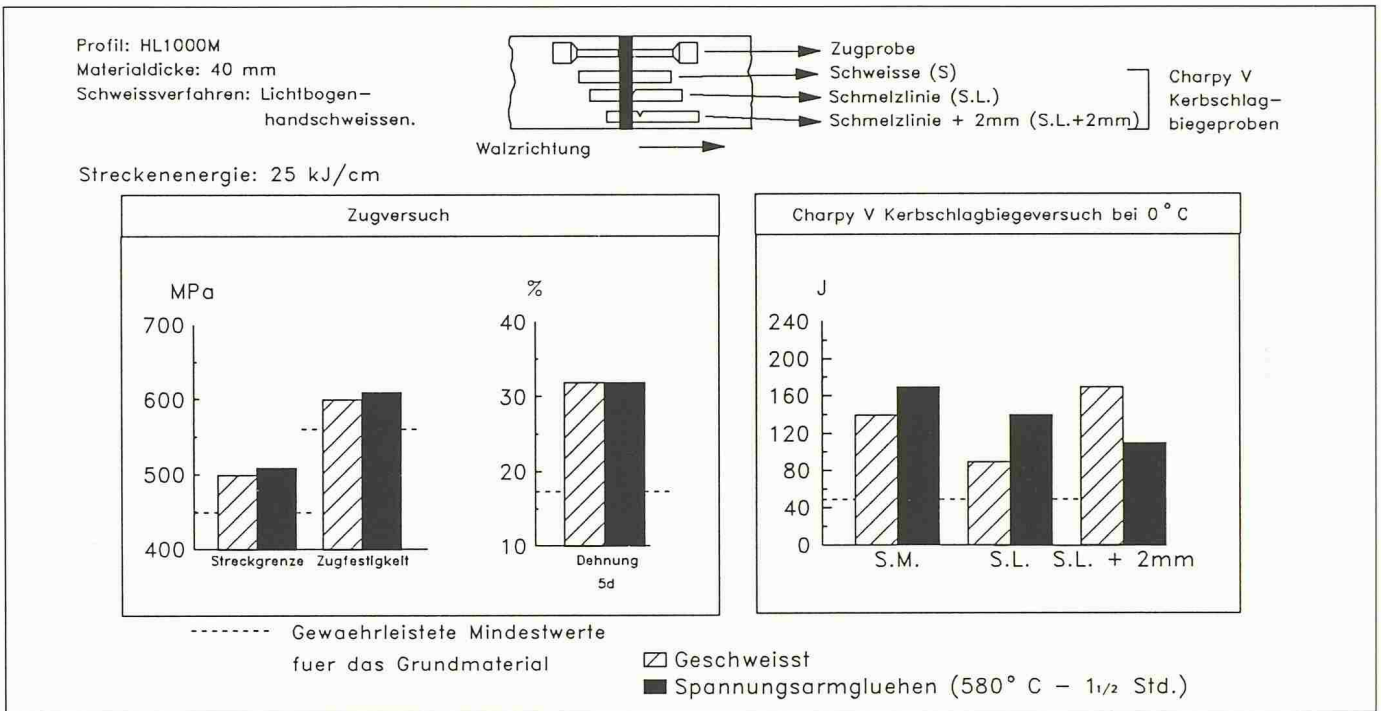 Profil: HL1000M
Materialdicke: 40 mm
Schweissverfahren: Lichtbogen-
handschweissen.
Streckenenergie: 25 kJ/cm
Zugprobe
Schweisse (S)
Schmelzlinie (S.L.)
Schmelzlinie + 2mm (S.L.+2mm)
Charpy V
Kerbschlag-
biegeproben
Walzrichtung
Zugversuch
MPa
700
600
500
400
Streckgrenze Zugfestigkeit
%
40
30
20
10
Dehnung
5d
Charpy V Kerbschlagbiegeversuch bei 0°C
J
240
200
160
120
80
40
0
S.M. S.L. S.L. + 2mm
------- Gewaehrleistete Mindestwerte
fuer das Grundmaterial
Geschweisst
Spannungsarmgluehen (580° C - 1 1/2 Std.)